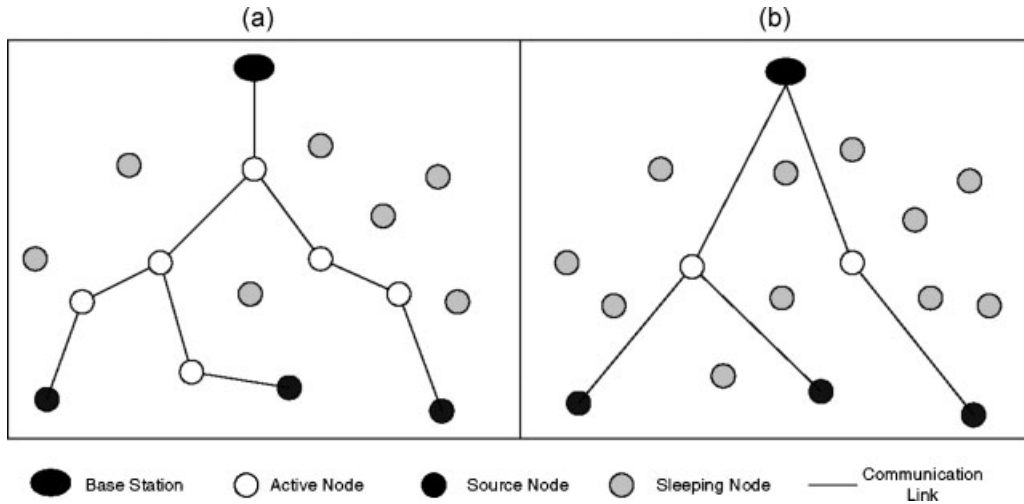 (a) (b)
Base Station Active Node Source Node Sleeping Node Communication
Link